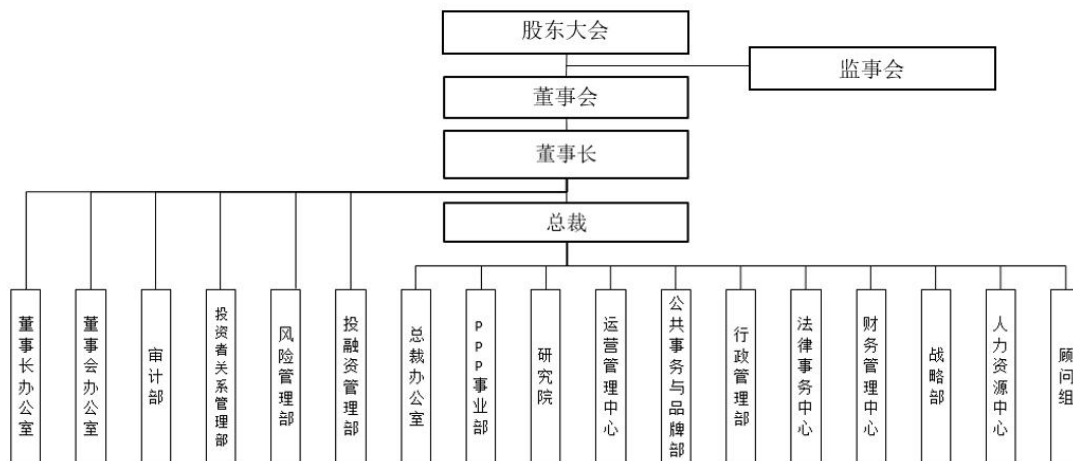 股东大会
监事会
董事会
董事长
总裁
董事长办公室
董事会办公室
审计部
投资者关系管理部
风险管理部
投融资管理部
总裁办公室
PPP事业部
研究院
运营管理中心
公共事务与品牌部
行政管理部
法律事务中心
财务管理中心
战略部
人力资源中心
顾问组